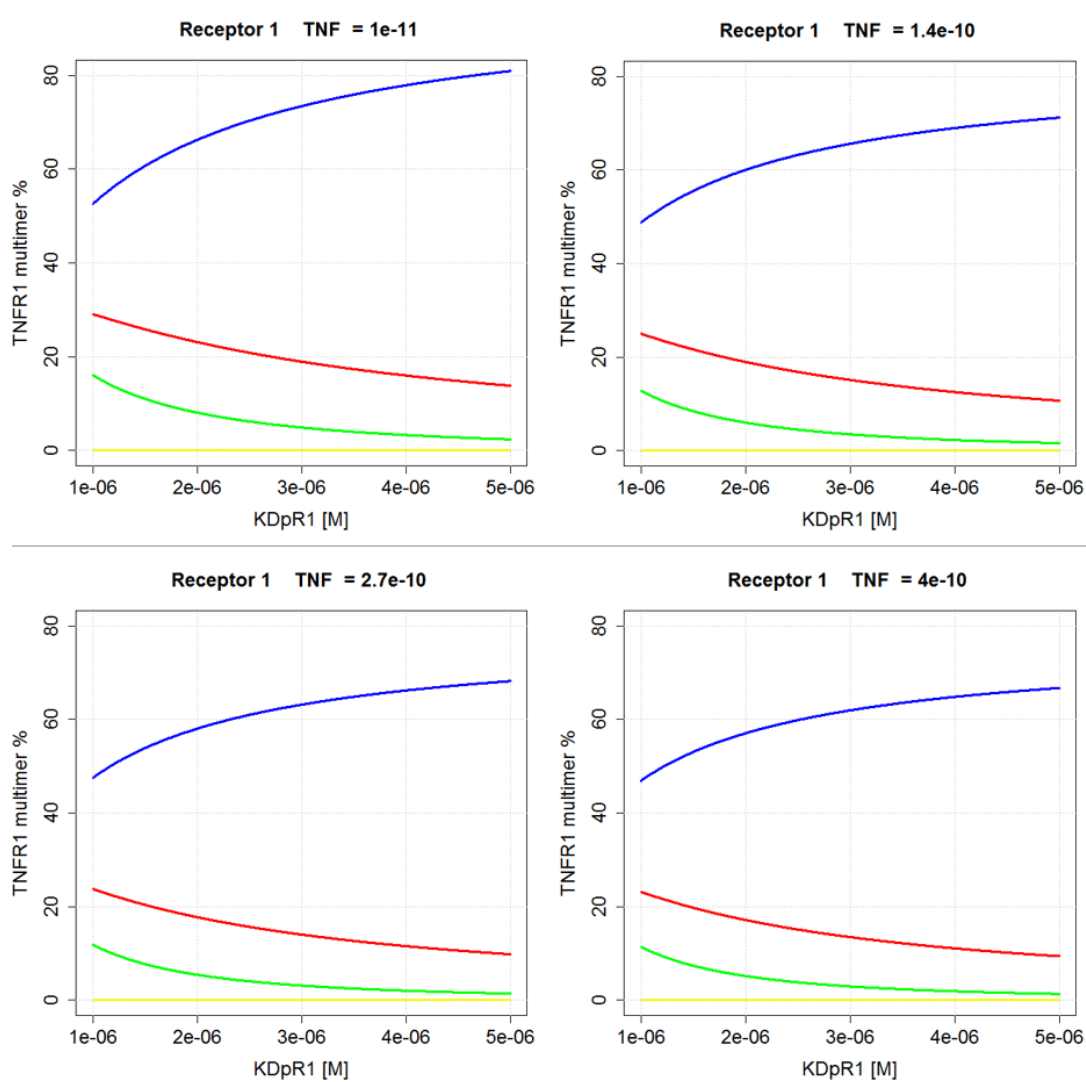 Receptor 1 TNF = 1e-11
TNFR1 multimer %
80
60
40
20
0
1e-06 2e-06 3e-06 4e-06 5e-06
KDpR1 [M]
Receptor 1 TNF = 1.4e-10
TNFR1 multimer %
80
60
40
20
0
1e-06 2e-06 3e-06 4e-06 5e-06
KDpR1 [M]
Receptor 1 TNF = 2.7e-10
TNFR1 multimer %
80
60
40
20
0
1e-06 2e-06 3e-06 4e-06 5e-06
KDpR1 [M]
Receptor 1 TNF = 4e-10
TNFR1 multimer %
80
60
40
20
0
1e-06 2e-06 3e-06 4e-06 5e-06
KDpR1 [M]